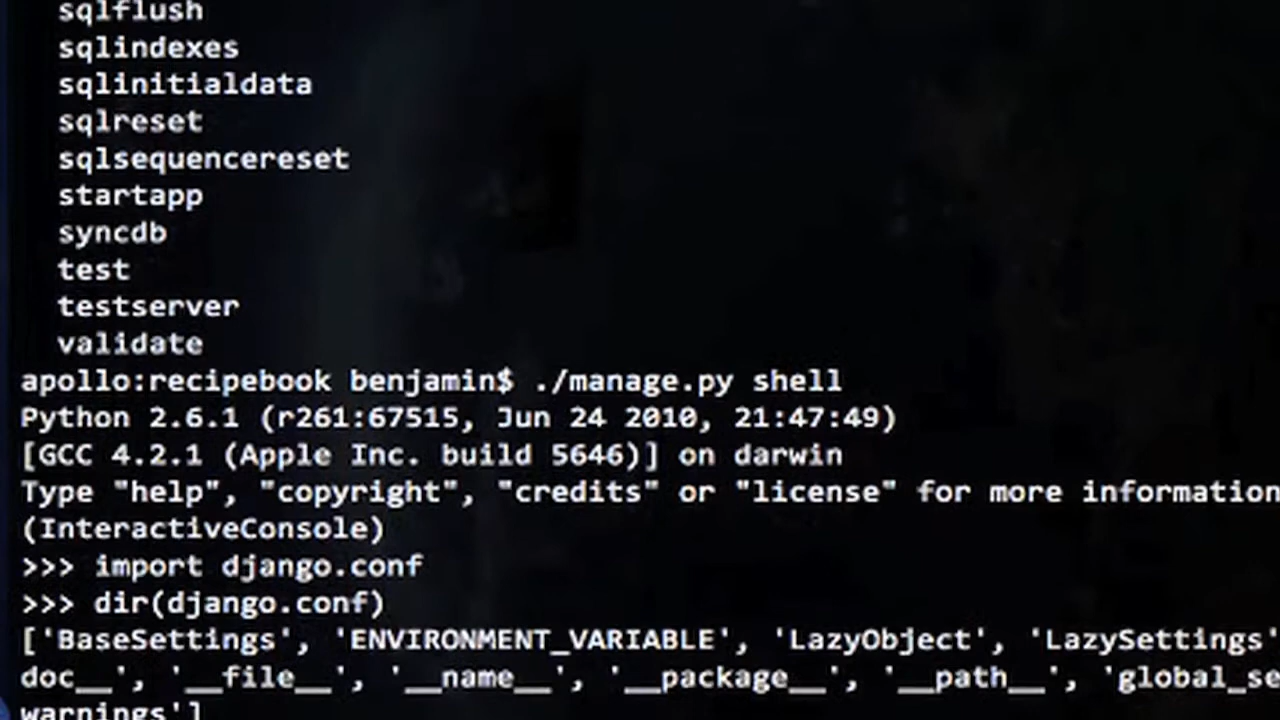 sqlflush
sqlindexes
sqlinitialdata
sqlreset
sqlsequencereset
startapp
syncdb
test
testserver
validate
apollo:recipebook benjamin$ ./manage.py shell
Python 2.6.1 (r261:67515, Jun 24 2010, 21:47:49)
[GCC 4.2.1 (Apple Inc. build 5646)] on darwin
Type "help", "copyright", "credits" or "license" for more information
(InteractiveConsole)
>>> import django.conf
>>> dir(django.conf)
['BaseSettings', 'ENVIRONMENT_VARIABLE', 'LazyObject', 'LazySettings'
doc__', '__file__', '__name__', '__package__', '__path__', 'global_se
warnings']